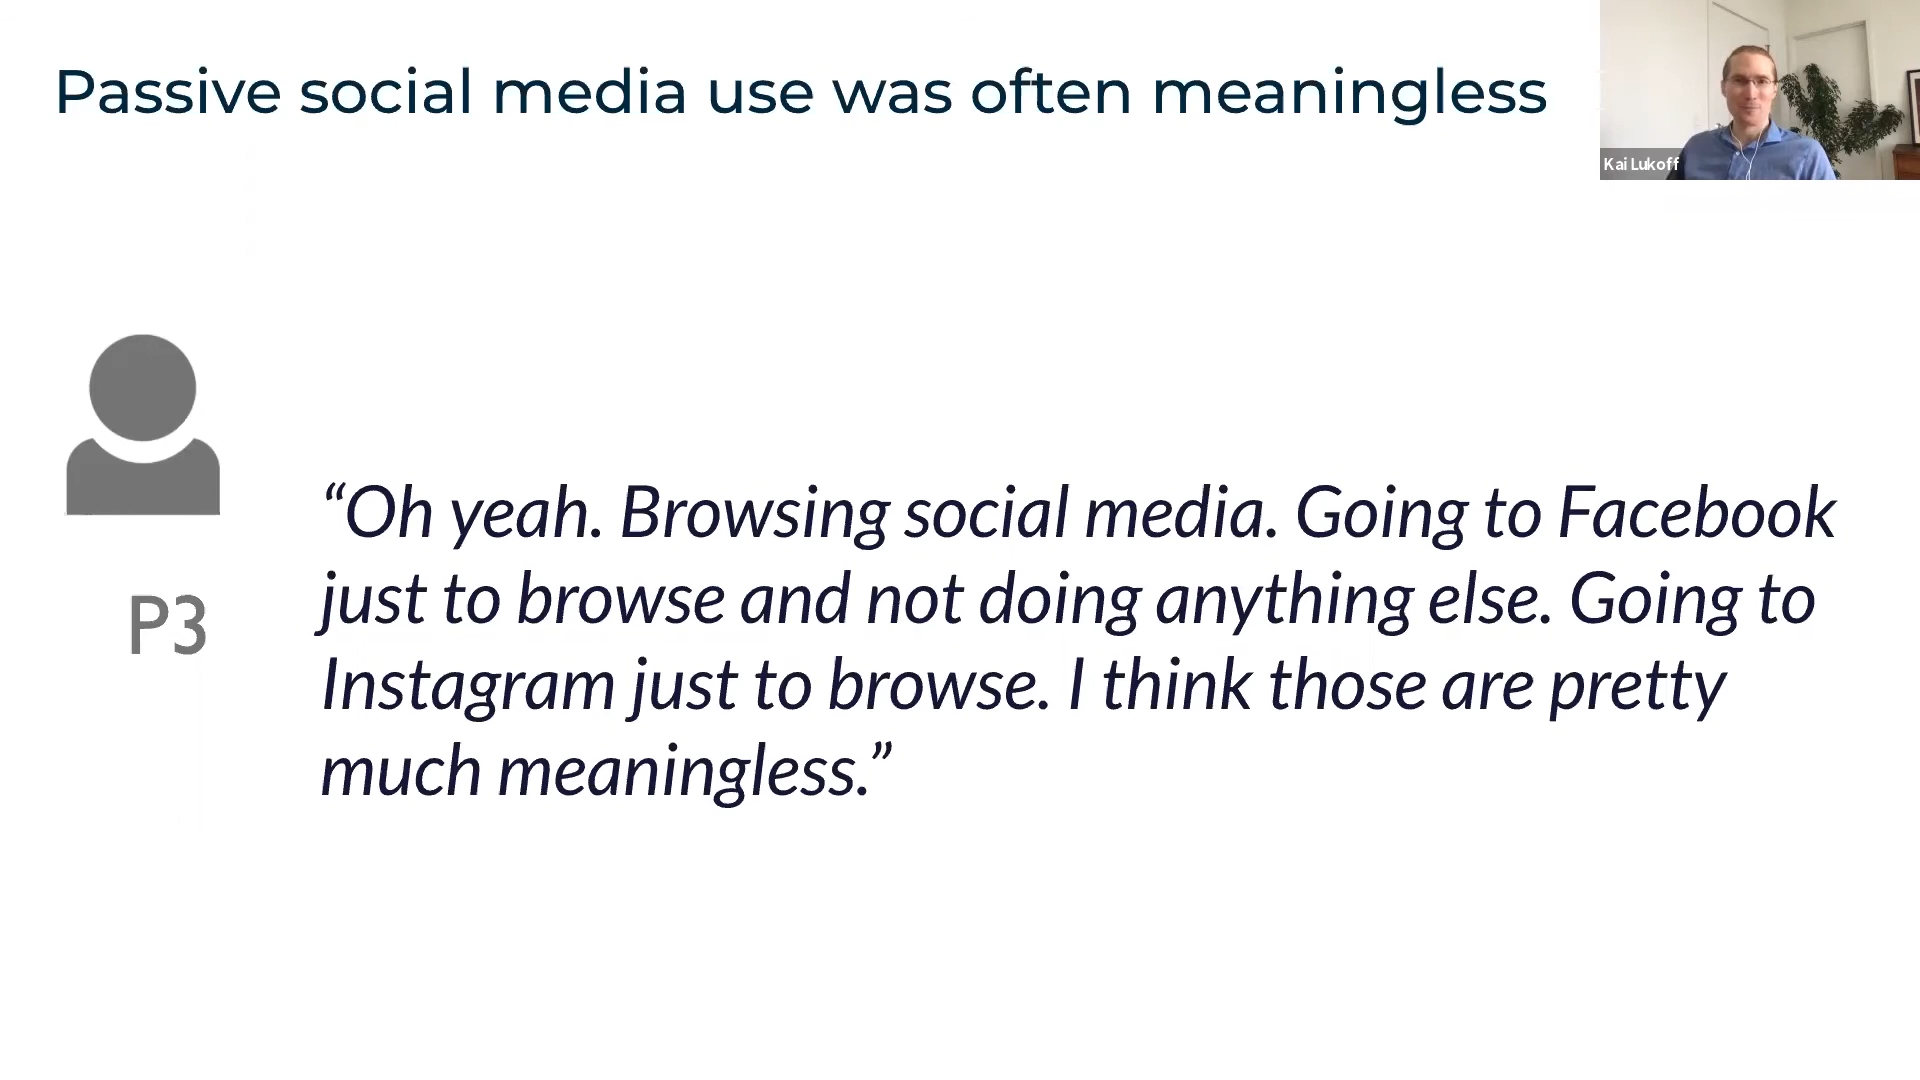 Passive social media use was often meaningless
Kai Lukoff
P3
“Oh yeah. Browsing social media. Going to Facebook
just to browse and not doing anything else. Going to
Instagram just to browse. I think those are pretty
much meaningless.”